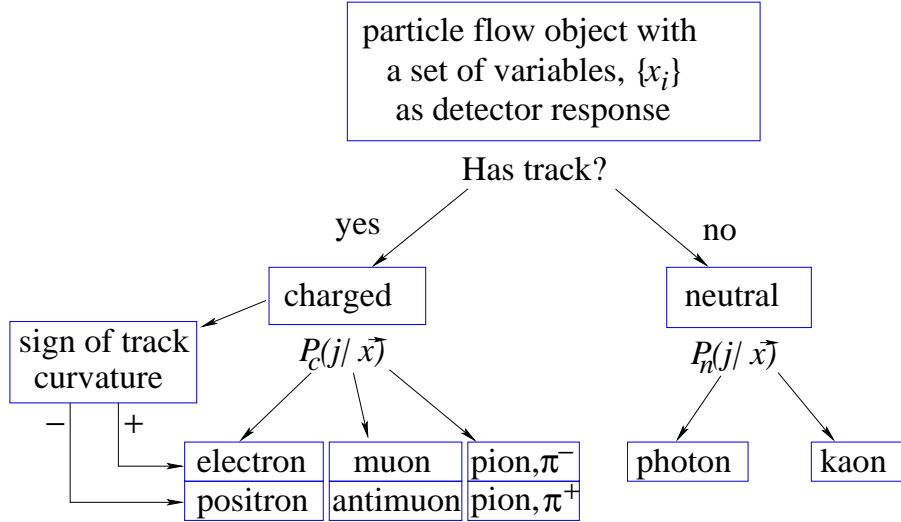 particle flow object with
a set of variables, {x_i}
as detector response
Has track?
yes
no
charged
neutral
sign of track
curvature
P_c(j/ x⃗)
P_n(j/ x⃗)
−
+
electron
muon
pion,π⁻
photon
kaon
positron
antimuon
pion,π⁺